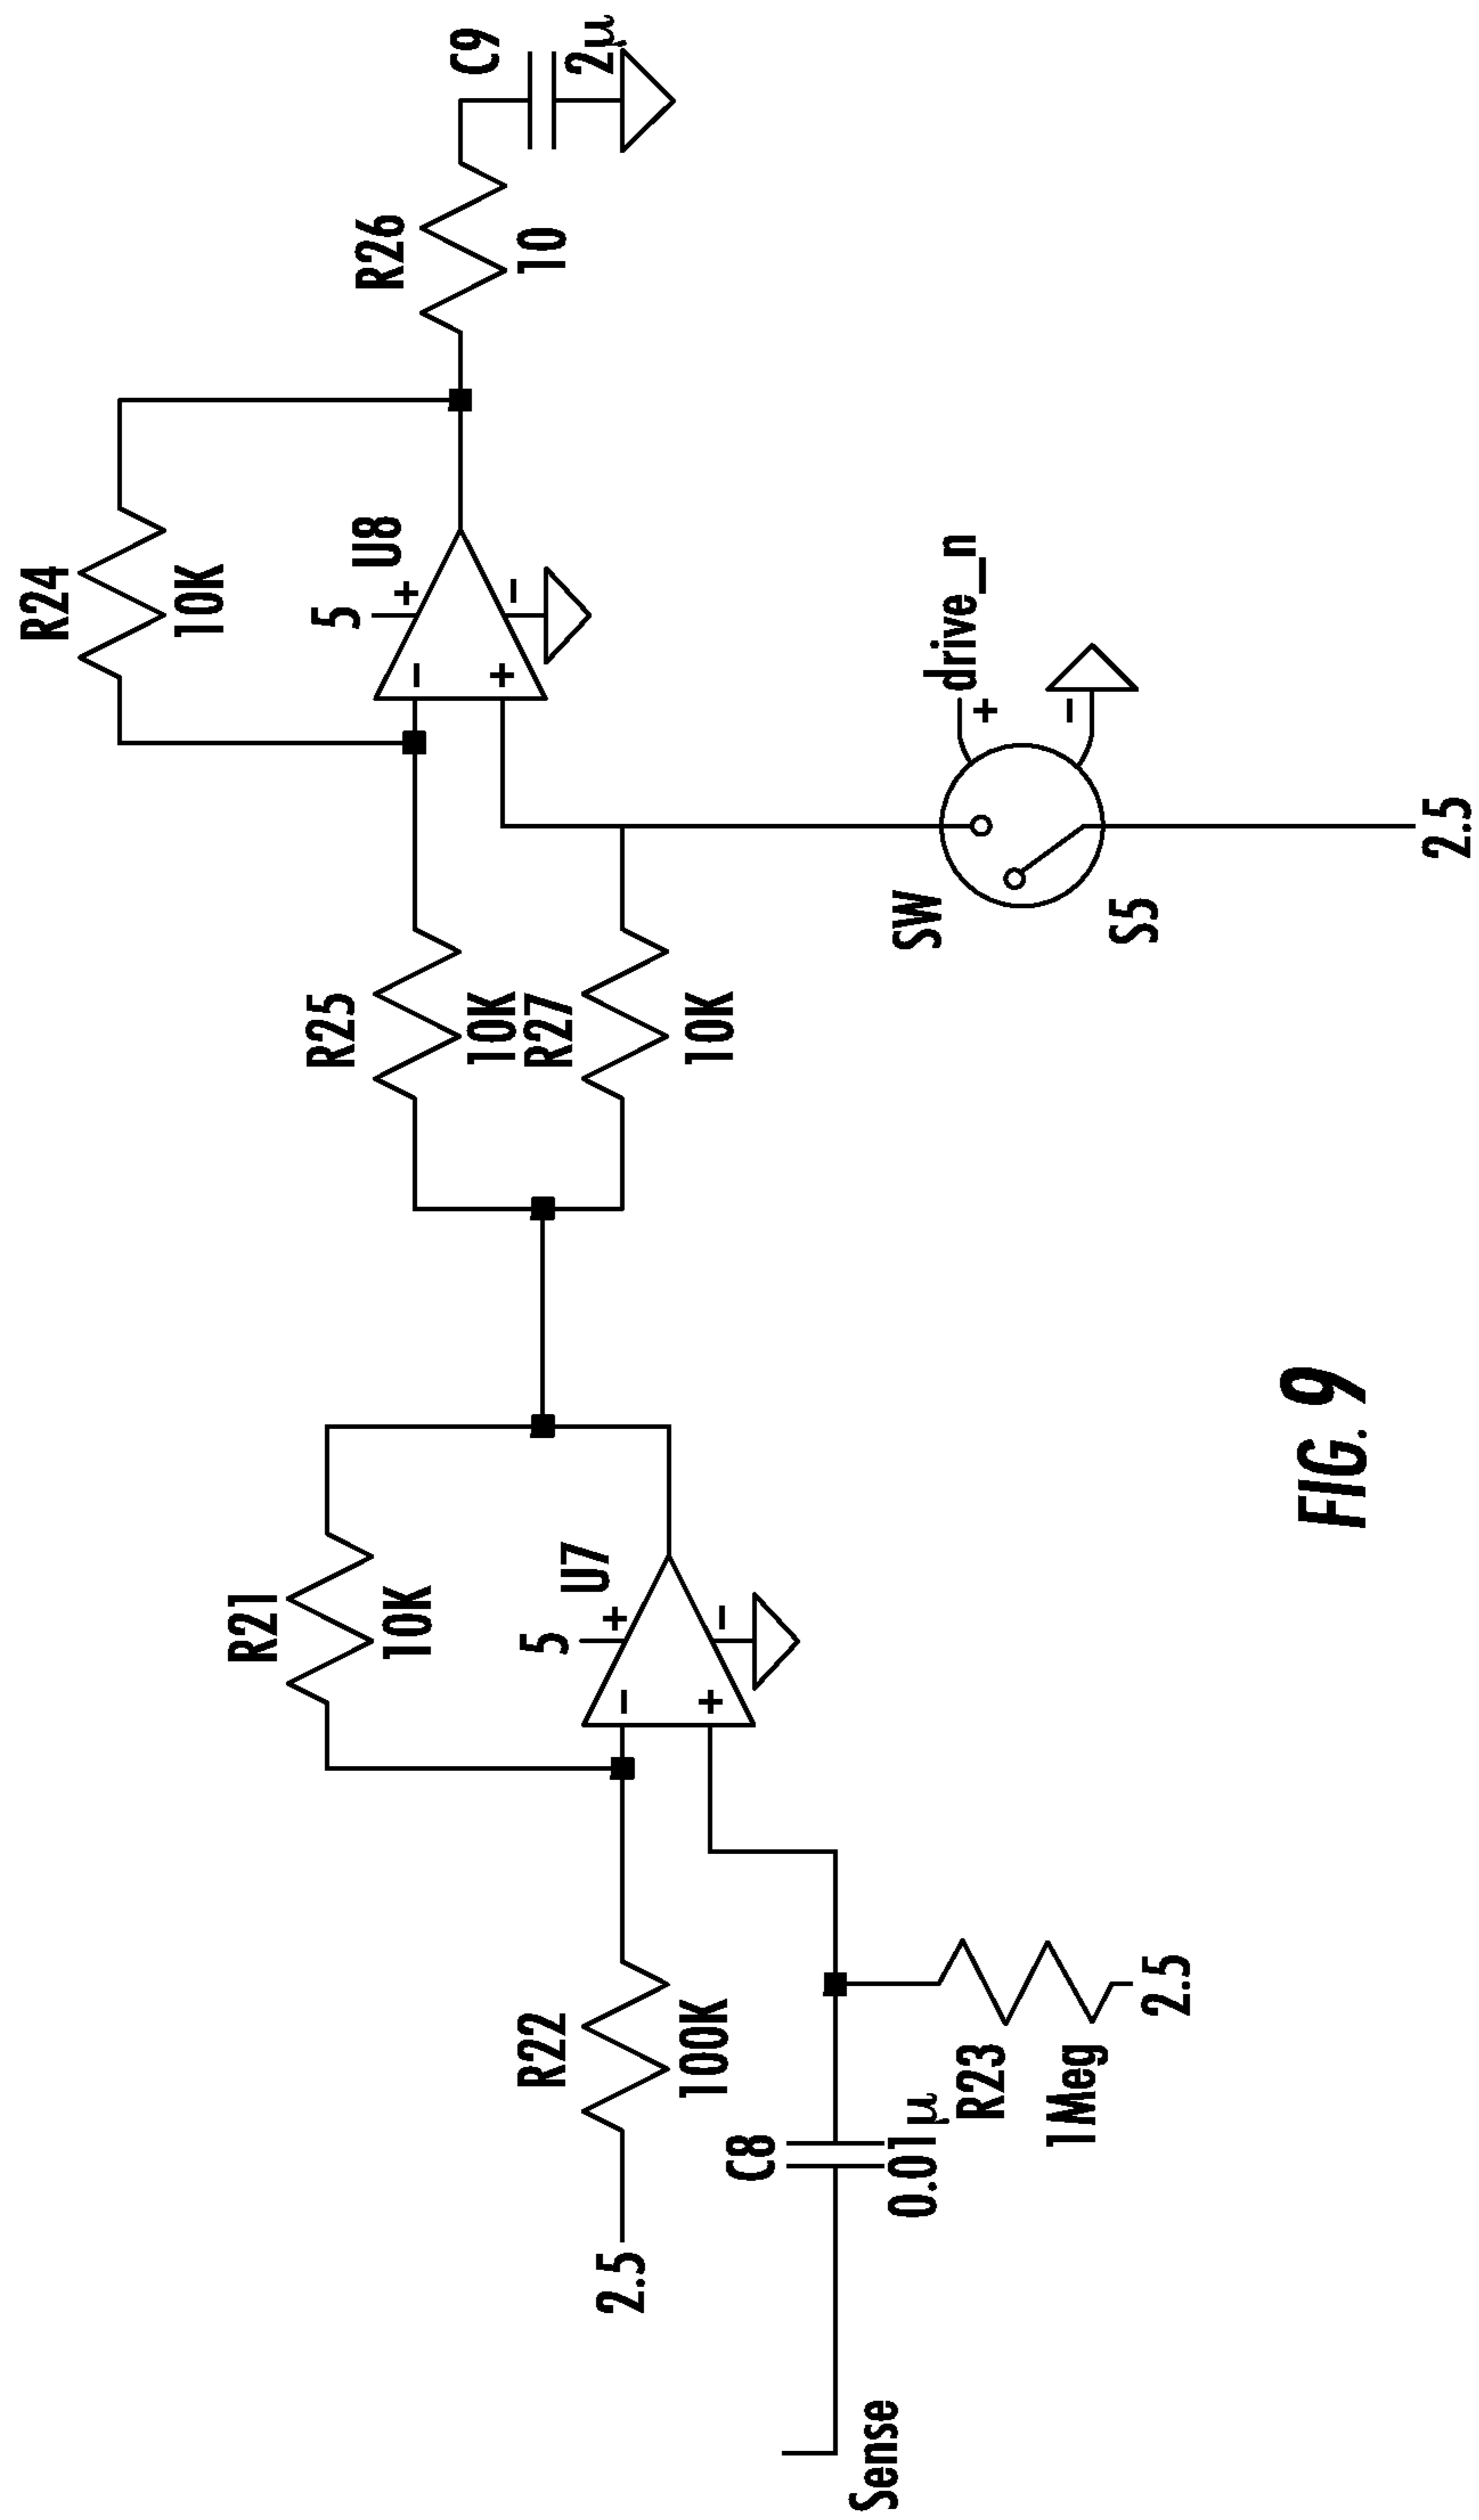 R24
10K
R26
C9
2µ
10
5
+
U8
−
−
+
R25
10K
R27
10K
drive_n
+
−
SW
S5
2.5
R21
10K
5
+
U7
−
−
+
R22
100K
2.5
C8
0.01µ
R23
1Meg
2.5
Sense
FIG. 9